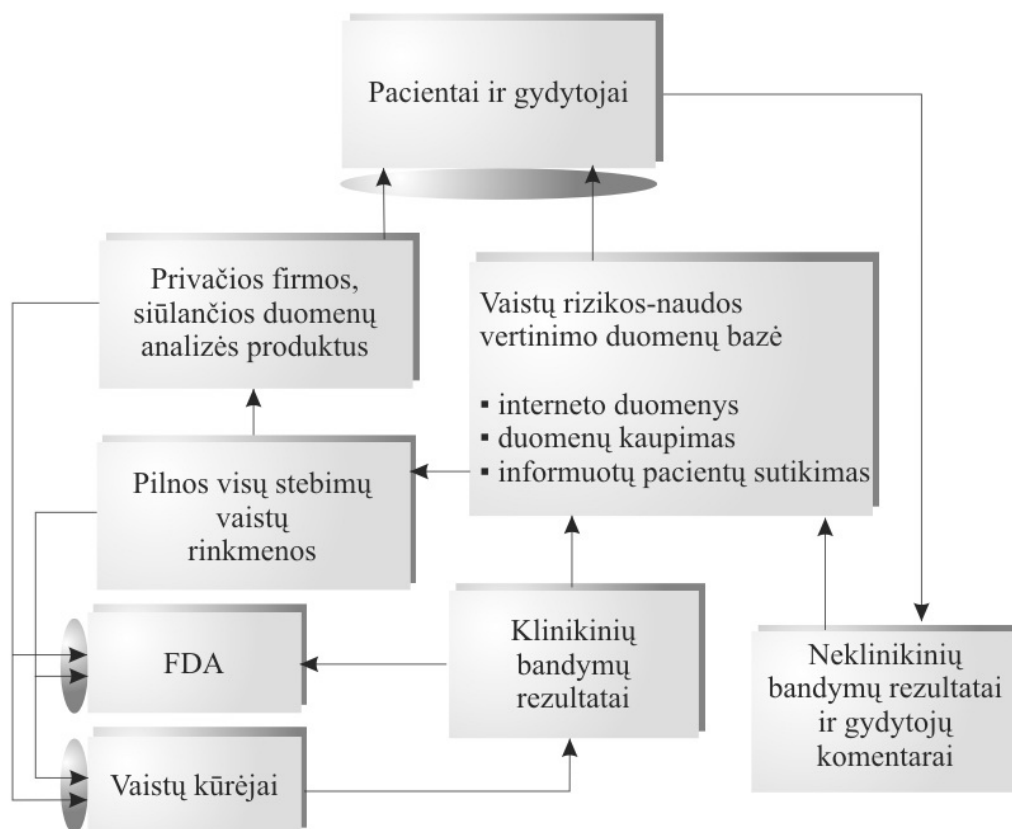 Pacientai ir gydytojai
Privačios firmos,
siūlančios duomenų
analizės produktus
Vaistų rizikos-naudos
vertinimo duomenų bazė
▪ interneto duomenys
▪ duomenų kaupimas
▪ informuotų pacientų sutikimas
Pilnos visų stebimų
vaistų
rinkmenos
FDA
Klinikinių
bandymų
rezultatai
Neklinikinių
bandymų rezultatai
ir gydytojų
komentarai
Vaistų kūrėjai